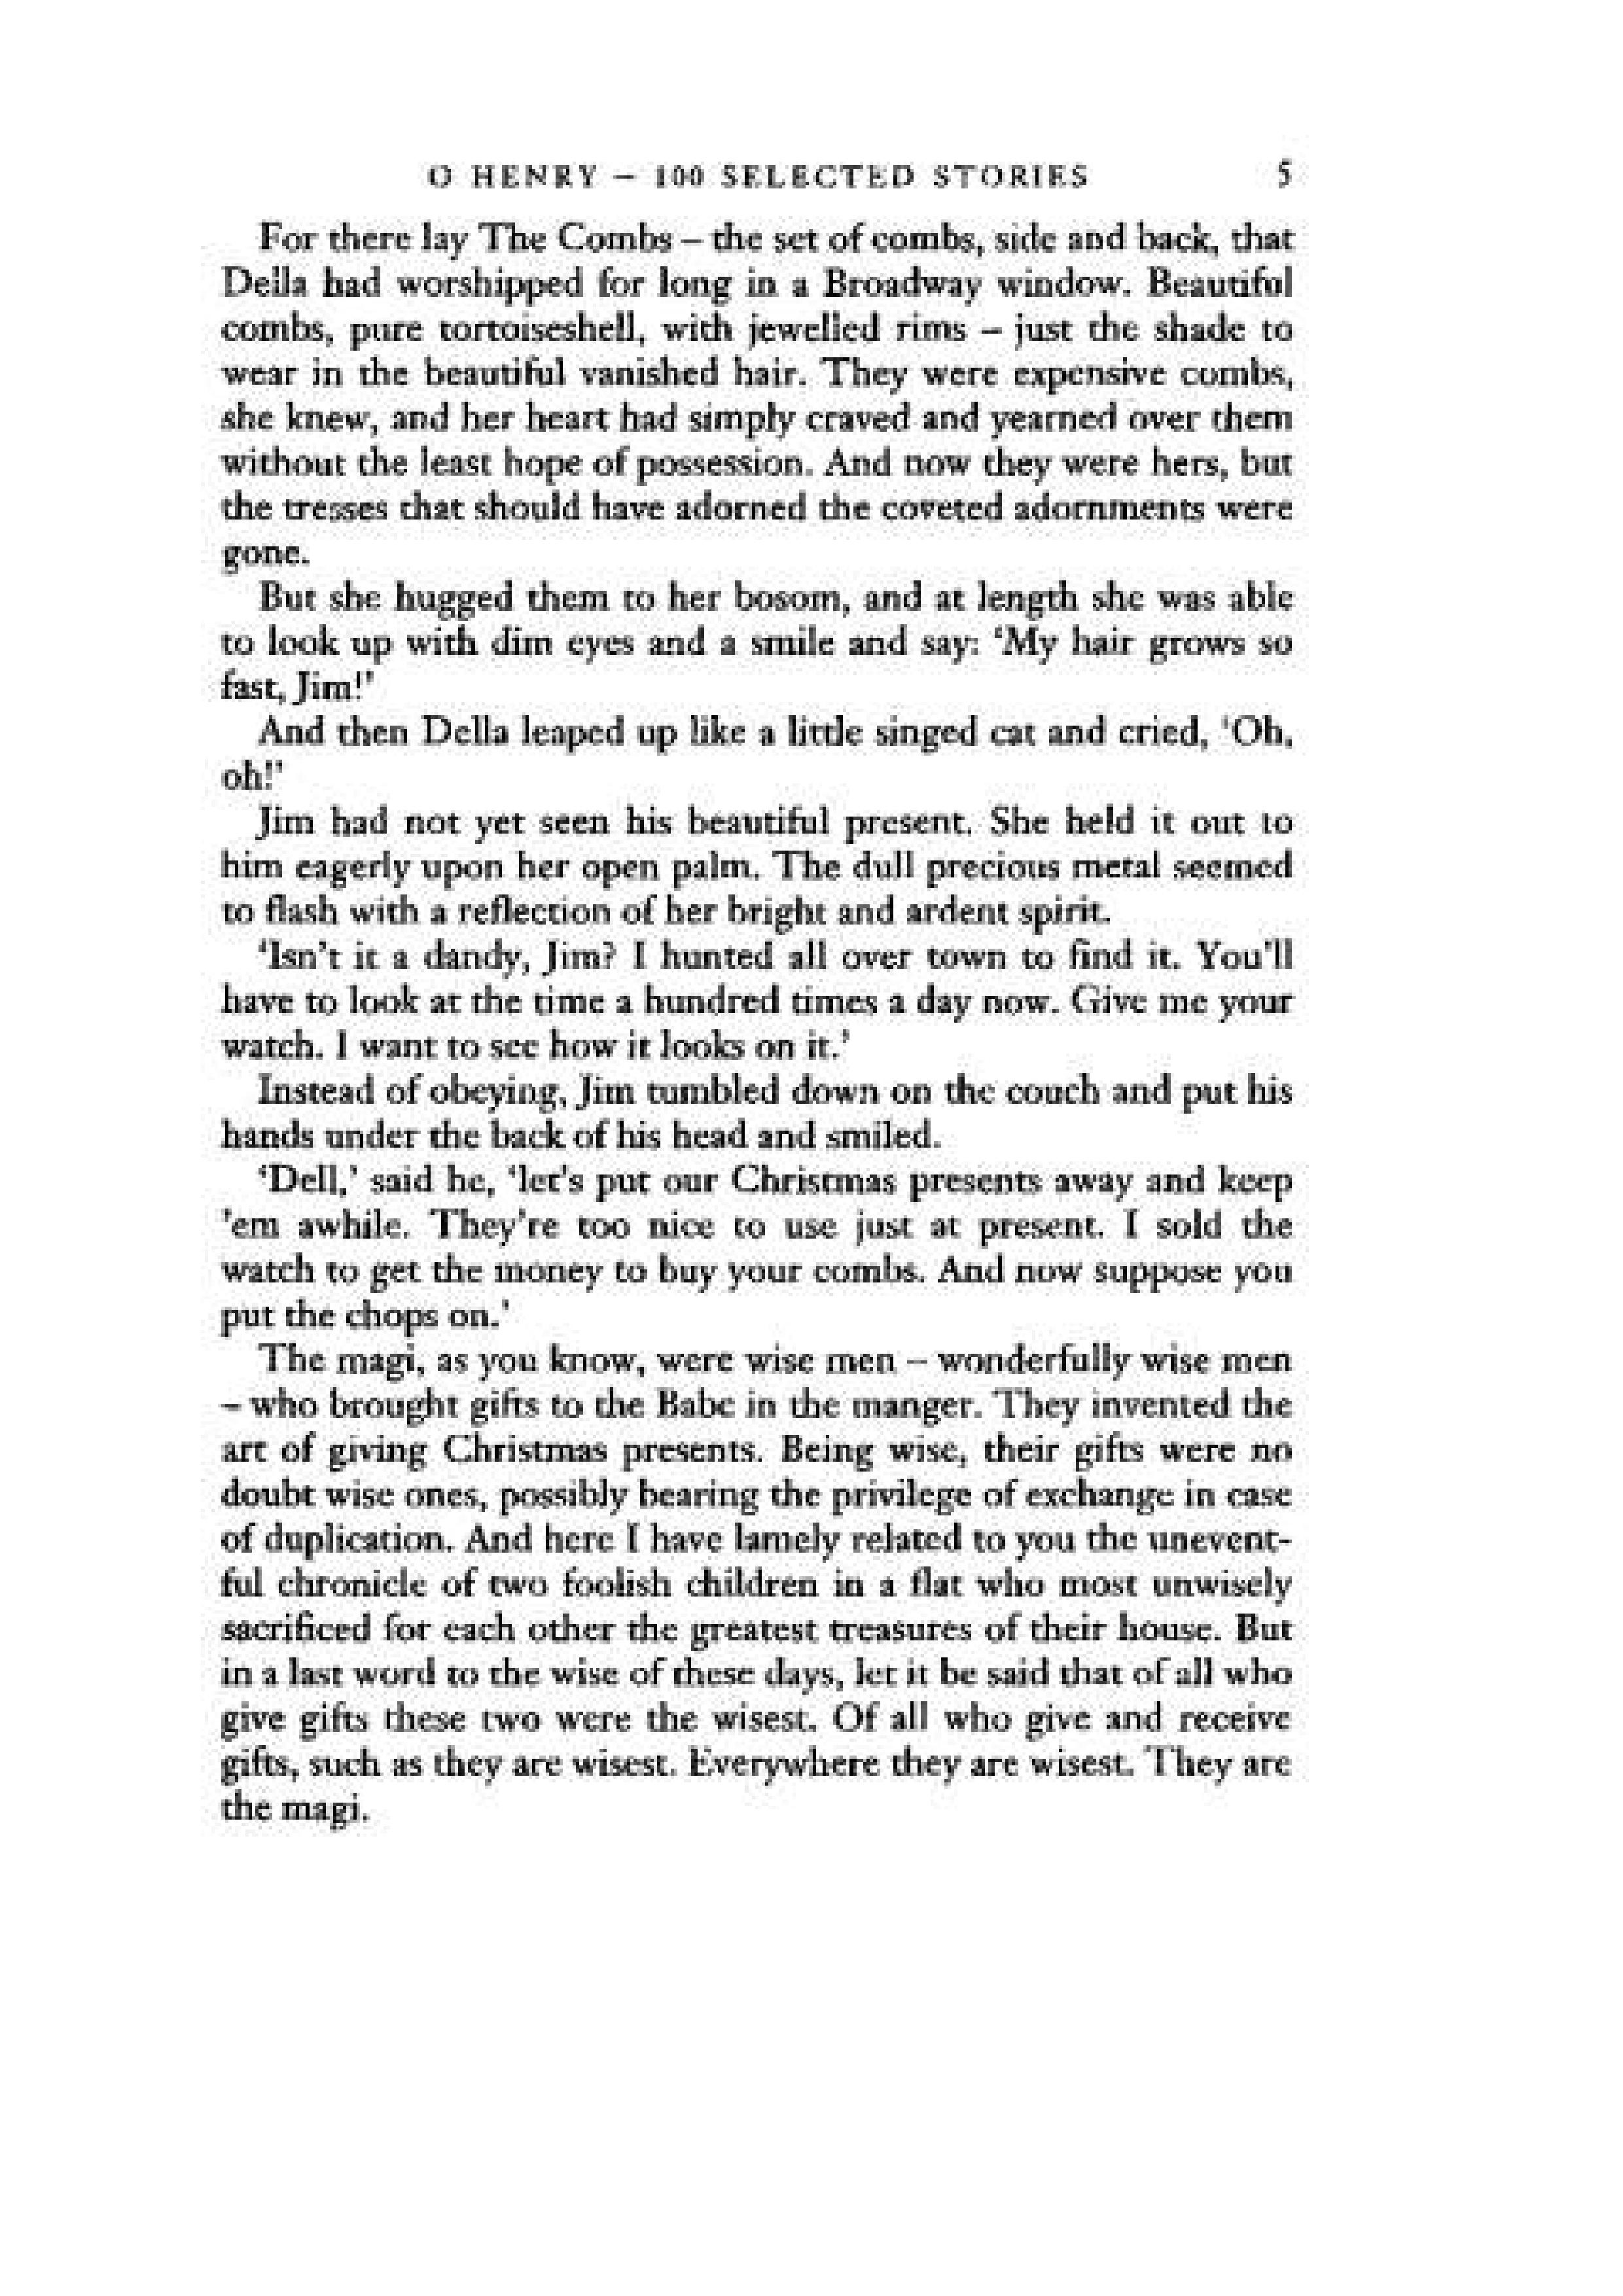 O HENRY – 100 SELECTED STORIES 5
For there lay The Combs – the set of combs, side and back, that
Della had worshipped for long in a Broadway window. Beautiful
combs, pure tortoiseshell, with jewelled rims – just the shade to
wear in the beautiful vanished hair. They were expensive combs,
she knew, and her heart had simply craved and yearned over them
without the least hope of possession. And now they were hers, but
the tresses that should have adorned the coveted adornments were
gone.
But she hugged them to her bosom, and at length she was able
to look up with dim eyes and a smile and say: ‘My hair grows so
fast, Jim!’
And then Della leaped up like a little singed cat and cried, ‘Oh,
oh!’
Jim had not yet seen his beautiful present. She held it out to
him eagerly upon her open palm. The dull precious metal seemed
to flash with a reflection of her bright and ardent spirit.
‘Isn’t it a dandy, Jim? I hunted all over town to find it. You’ll
have to look at the time a hundred times a day now. Give me your
watch. I want to see how it looks on it.’
Instead of obeying, Jim tumbled down on the couch and put his
hands under the back of his head and smiled.
‘Dell,’ said he, ‘let’s put our Christmas presents away and keep
’em awhile. They’re too nice to use just at present. I sold the
watch to get the money to buy your combs. And now suppose you
put the chops on.’
The magi, as you know, were wise men – wonderfully wise men
– who brought gifts to the Babe in the manger. They invented the
art of giving Christmas presents. Being wise, their gifts were no
doubt wise ones, possibly bearing the privilege of exchange in case
of duplication. And here I have lamely related to you the unevent-
ful chronicle of two foolish children in a flat who most unwisely
sacrificed for each other the greatest treasures of their house. But
in a last word to the wise of these days, let it be said that of all who
give gifts these two were the wisest. Of all who give and receive
gifts, such as they are wisest. Everywhere they are wisest. They are
the magi.